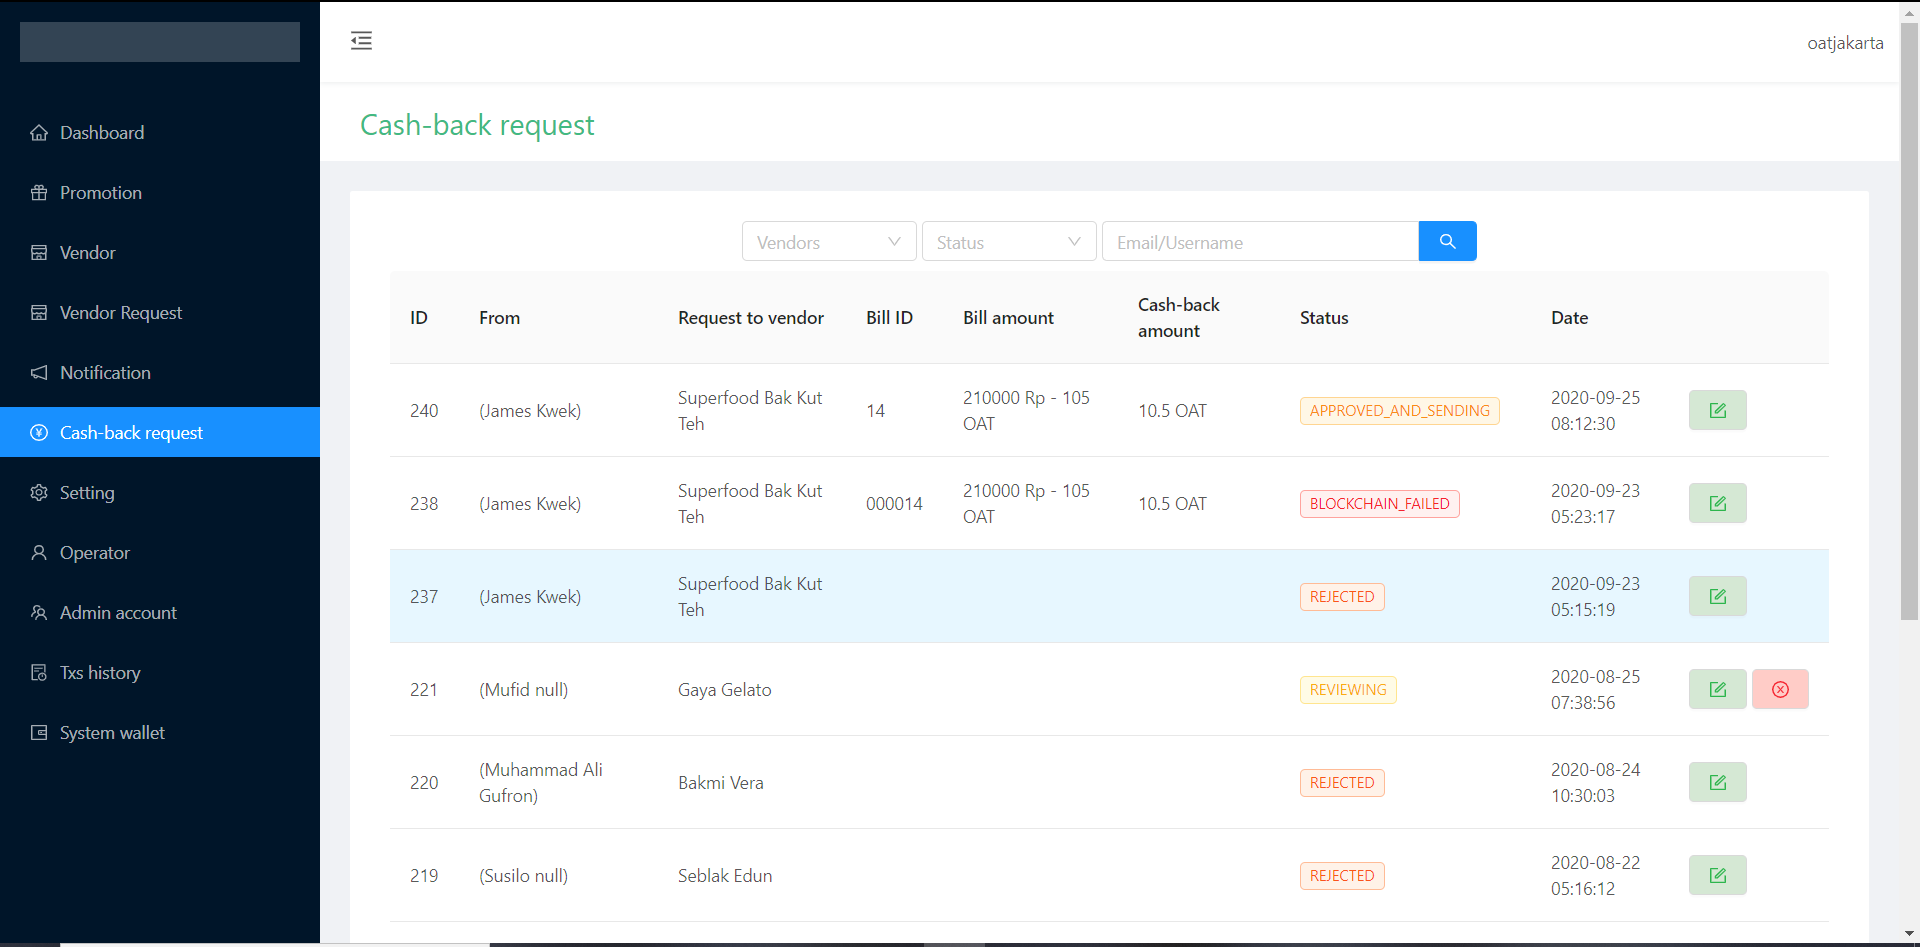 oatjakarta
Dashboard
Promotion
Vendor
Vendor Request
Notification
Cash-back request
Setting
Operator
Admin account
Txs history
System wallet
Cash-back request
Vendors Status Email/Username
ID From Request to vendor Bill ID Bill amount Cash-back amount Status Date
240 (James Kwek) Superfood Bak Kut Teh 14 210000 Rp - 105 OAT 10.5 OAT APPROVED_AND_SENDING 2020-09-25 08:12:30
238 (James Kwek) Superfood Bak Kut Teh 000014 210000 Rp - 105 OAT 10.5 OAT BLOCKCHAIN_FAILED 2020-09-23 05:23:17
237 (James Kwek) Superfood Bak Kut Teh REJECTED 2020-09-23 05:15:19
221 (Mufid null) Gaya Gelato REVIEWING 2020-08-25 07:38:56
220 (Muhammad Ali Gufron) Bakmi Vera REJECTED 2020-08-24 10:30:03
219 (Susilo null) Seblak Edun REJECTED 2020-08-22 05:16:12